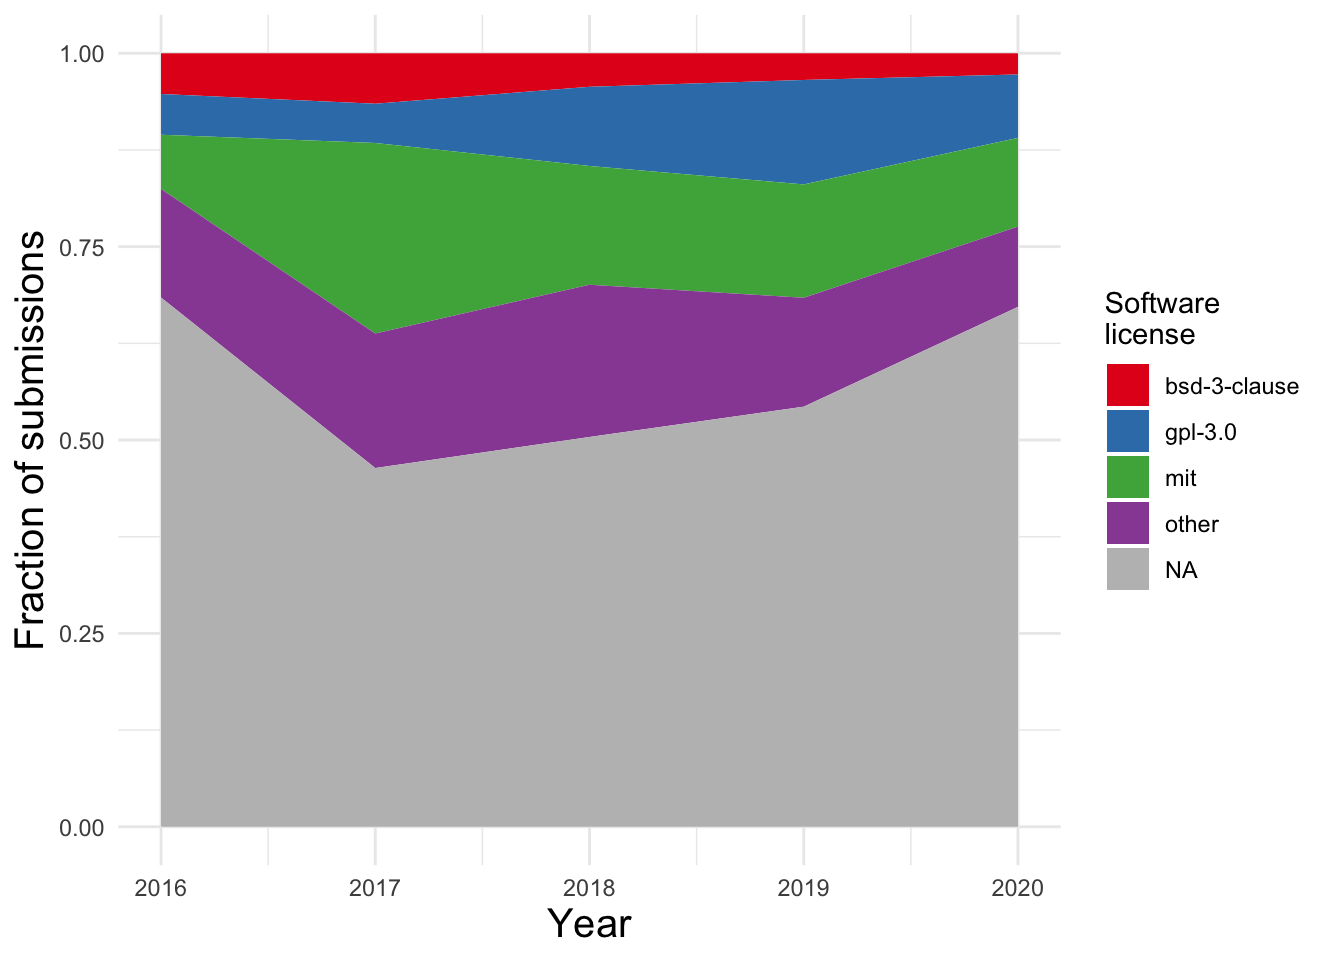 Fraction of submissions
1.00
0.75
0.50
0.25
0.00
2016 2017 2018 2019 2020
Year
Software
license
bsd-3-clause
gpl-3.0
mit
other
NA